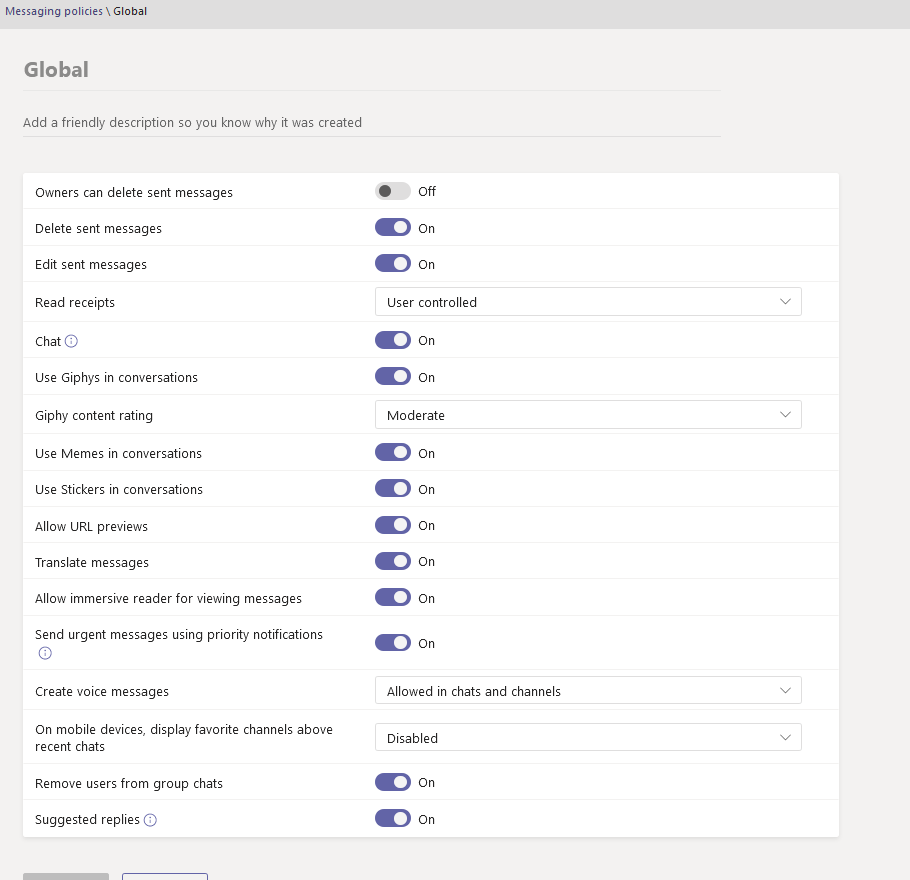 Messaging policies \ Global
Global
Add a friendly description so you know why it was created
Owners can delete sent messages Off
Delete sent messages On
Edit sent messages On
Read receipts User controlled
Chat On
Use Giphys in conversations On
Giphy content rating Moderate
Use Memes in conversations On
Use Stickers in conversations On
Allow URL previews On
Translate messages On
Allow immersive reader for viewing messages On
Send urgent messages using priority notifications On
Create voice messages Allowed in chats and channels
On mobile devices, display favorite channels above
recent chats Disabled
Remove users from group chats On
Suggested replies On